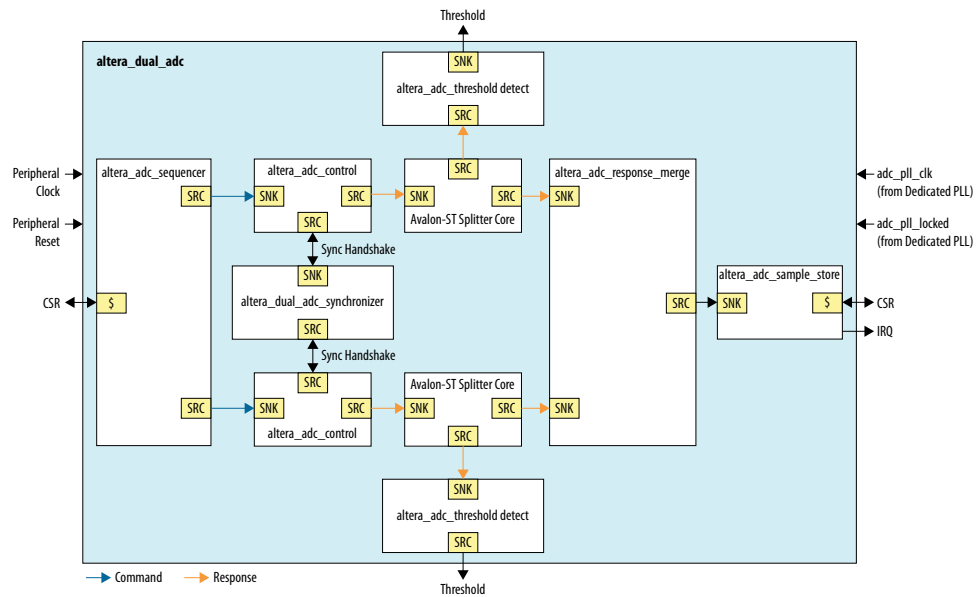 Threshold
altera_dual_adc
SNK
altera_adc_threshold detect
SRC
Peripheral
Clock
Peripheral
Reset
CSR
altera_adc_sequencer
SRC
$
SRC
altera_adc_control
SNK
SRC
SRC
Sync Handshake
SNK
altera_dual_adc_synchronizer
SRC
Sync Handshake
SRC
SNK
SRC
altera_adc_control
SRC
SNK
SRC
Avalon-ST Splitter Core
Avalon-ST Splitter Core
SNK
SRC
SRC
altera_adc_response_merge
SNK
SRC
SNK
altera_adc_sample_store
SNK
$
adc_pll_clk
(from Dedicated PLL)
adc_pll_locked
(from Dedicated PLL)
CSR
IRQ
SNK
altera_adc_threshold detect
SRC
Command
Response
Threshold